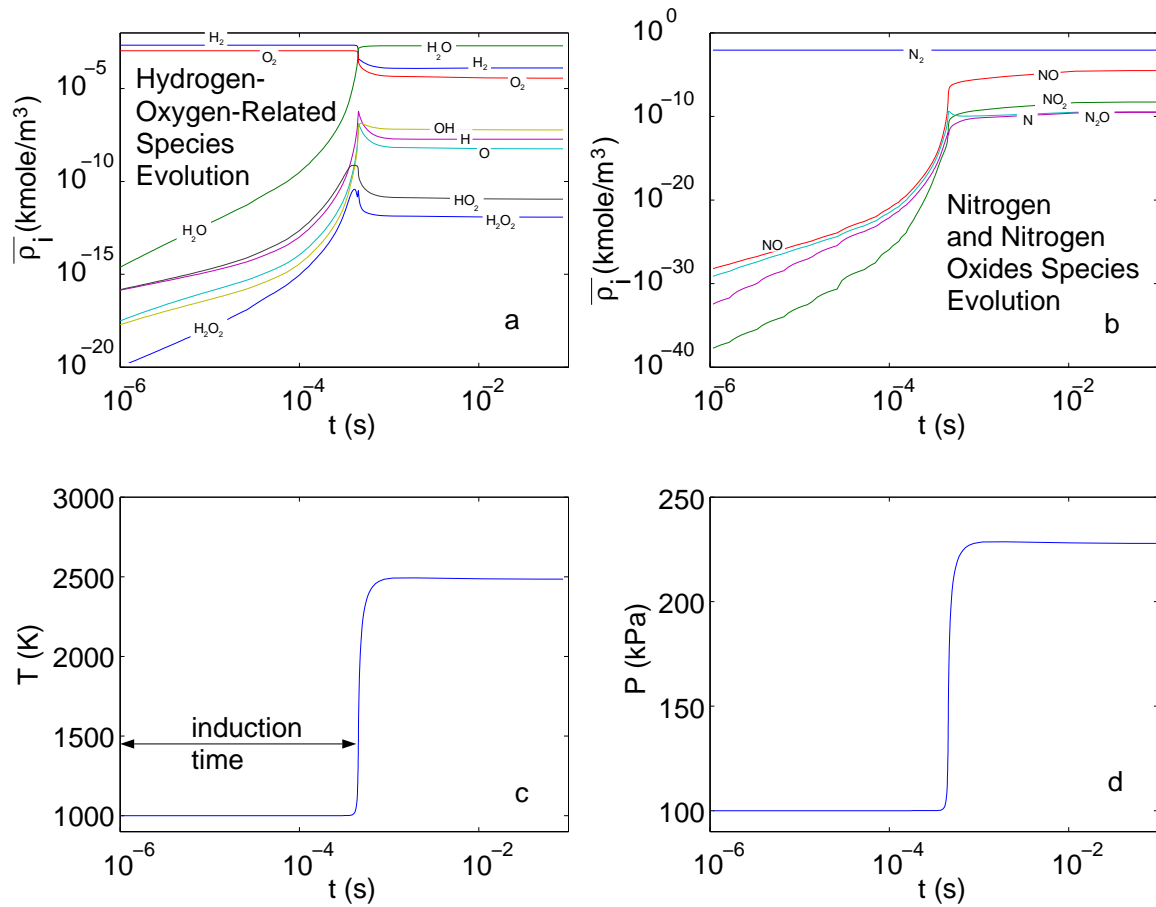 H₂
O₂
H₂O
H₂
O₂
Hydrogen-
Oxygen-Related
Species
Evolution
OH
H
O
HO₂
H₂O₂
H₂O
H₂O₂
a
10⁻⁵
10⁻¹⁰
10⁻¹⁵
10⁻²⁰
ρ̅ᵢ (kmole/m³)
10⁻⁶
10⁻⁴
10⁻²
t (s)
10⁰
10⁻¹⁰
10⁻²⁰
10⁻³⁰
10⁻⁴⁰
ρ̅ᵢ (kmole/m³)
N₂
NO
NO₂
N
N₂O
NO
Nitrogen
and Nitrogen
Oxides Species
Evolution
b
10⁻⁶
10⁻⁴
10⁻²
t (s)
3000
2500
2000
1500
1000
T (K)
induction
time
c
10⁻⁶
10⁻⁴
10⁻²
t (s)
250
200
150
100
P (kPa)
d
10⁻⁶
10⁻⁴
10⁻²
t (s)